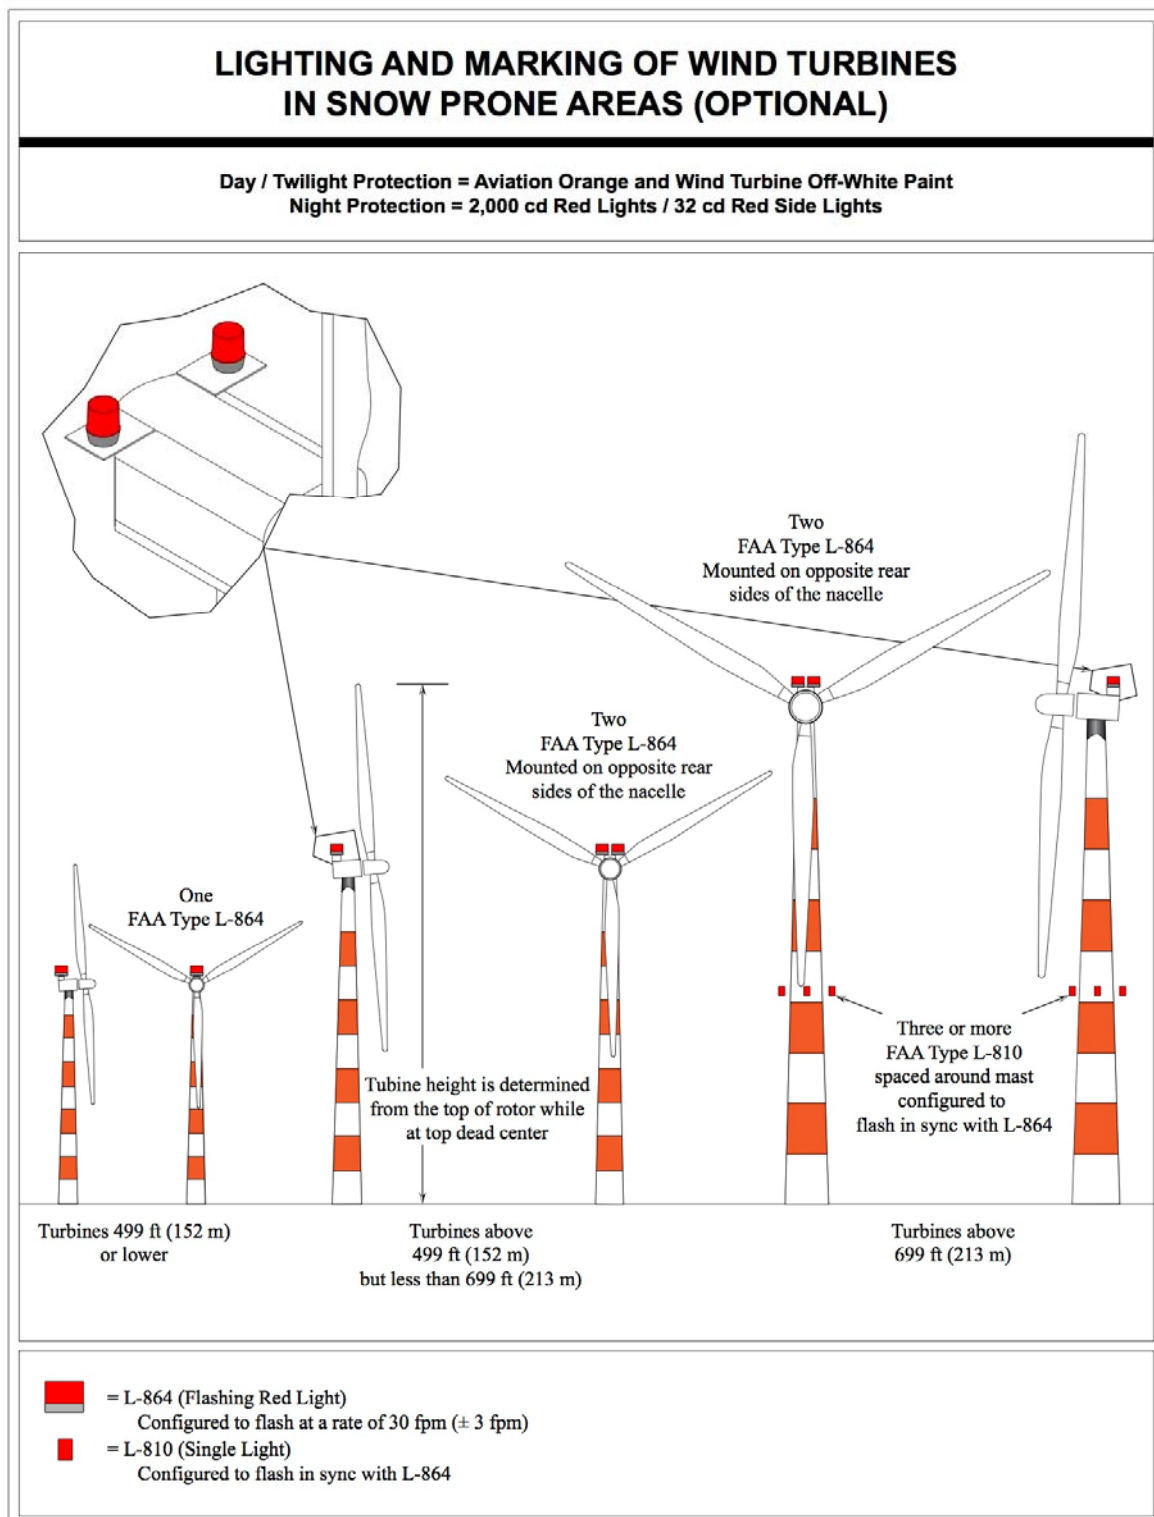 LIGHTING AND MARKING OF WIND TURBINES
IN SNOW PRONE AREAS (OPTIONAL)
Day / Twilight Protection = Aviation Orange and Wind Turbine Off-White Paint
Night Protection = 2,000 cd Red Lights / 32 cd Red Side Lights
Two
FAA Type L-864
Mounted on opposite rear
sides of the nacelle
Two
FAA Type L-864
Mounted on opposite rear
sides of the nacelle
One
FAA Type L-864
Three or more
FAA Type L-810
spaced around mast
configured to
flash in sync with L-864
Tubine height is determined
from the top of rotor while
at top dead center
Turbines 499 ft (152 m)
or lower
Turbines above
499 ft (152 m)
but less than 699 ft (213 m)
Turbines above
699 ft (213 m)
= L-864 (Flashing Red Light)
Configured to flash at a rate of 30 fpm (± 3 fpm)
= L-810 (Single Light)
Configured to flash in sync with L-864